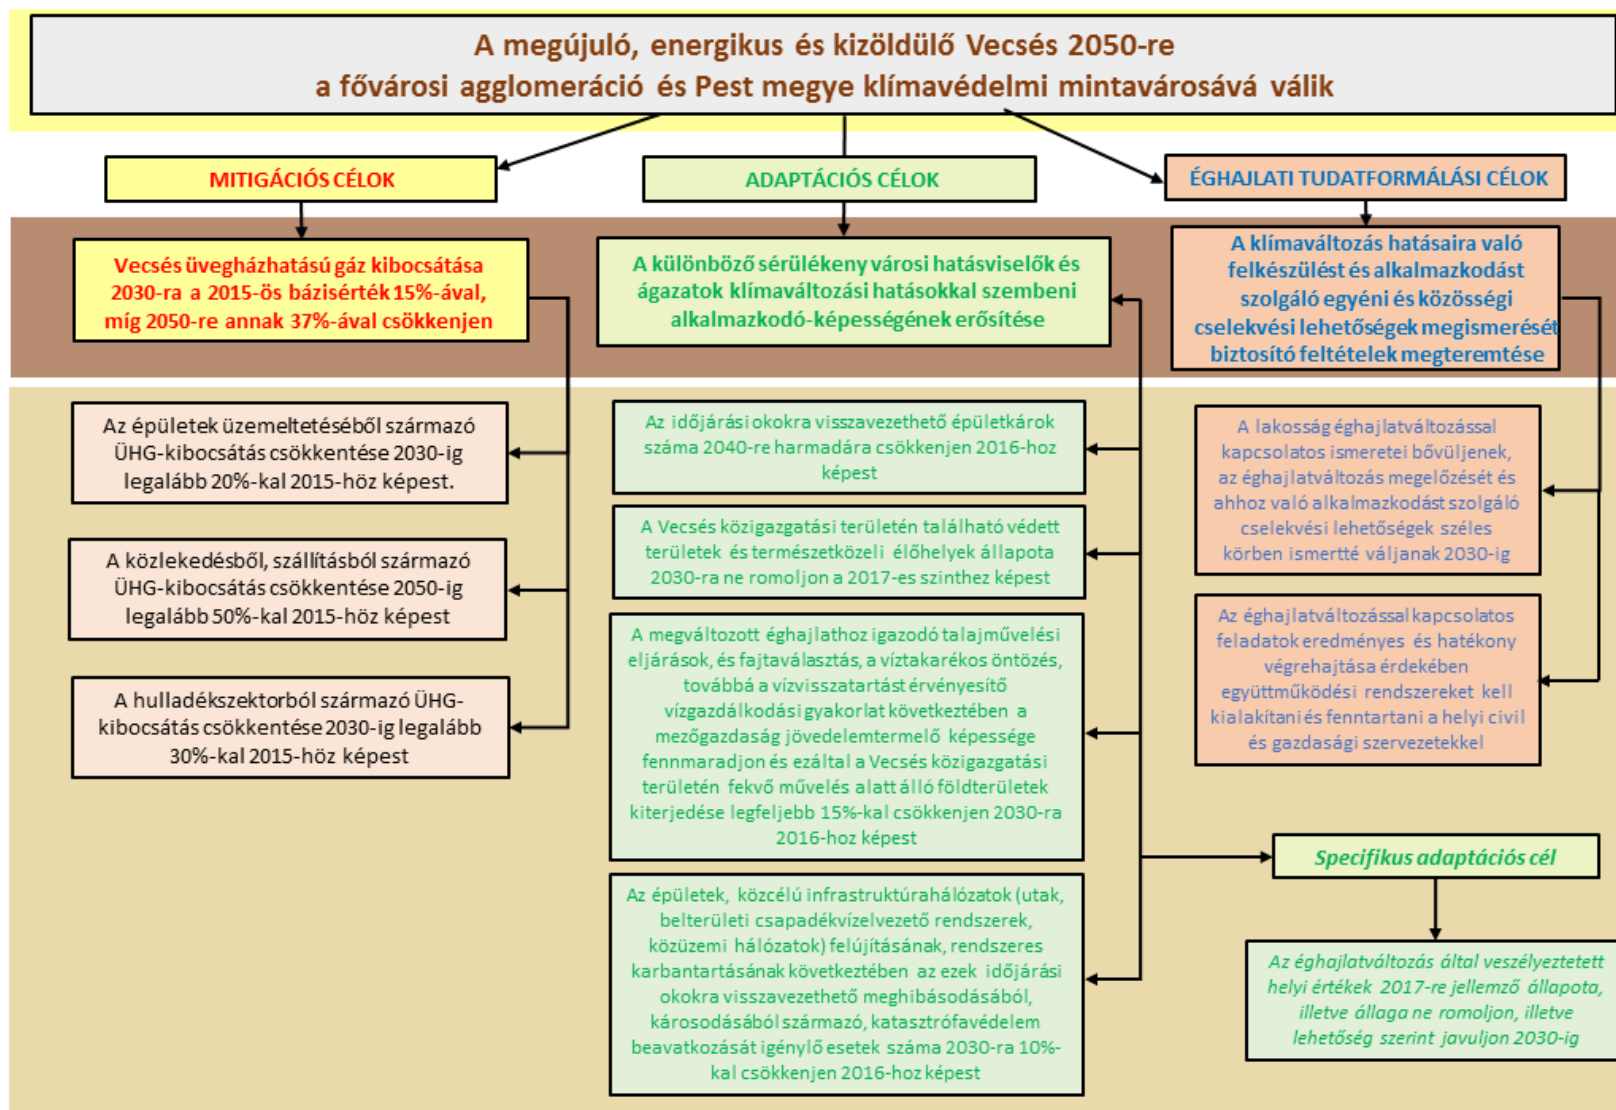 A megújuló, energikus és kizöldülő Vecsés 2050-re
a fővárosi agglomeráció és Pest megye klímavédelmi mintavárosává válik
MITIGÁCIÓS CÉLOK
ADAPTÁCIÓS CÉLOK
ÉGHAJLATI TUDATFORMÁLÁSI CÉLOK
Vecsés üvegházhatású gáz kibocsátása
2030-ra a 2015-ös bázisérték 15%-ával,
míg 2050-re annak 37%-ával csökkenjen
A különböző sérülékeny városi hatásviselők és
ágazatok klímaváltozási hatásokkal szembeni
alkalmazkodó-képességének erősítése
A klímaváltozás hatásaira való
felkészülést és alkalmazkodást
szolgáló egyéni és közösségi
cselekvési lehetőségek megismerését
biztosító feltételek megteremtése
Az épületek üzemeltetéséből származó
ÜHG-kibocsátás csökkentése 2030-ig
legalább 20%-kal 2015-höz képest.
A közlekedésből, szállításból származó
ÜHG-kibocsátás csökkentése 2050-ig
legalább 50%-kal 2015-höz képest
A hulladékszektorból származó ÜHG-
kibocsátás csökkentése 2030-ig legalább
30%-kal 2015-höz képest
Az időjárási okokra visszavezethető épületkárok
száma 2040-re harmadára csökkenjen 2016-hoz
képest
A Vecsés közigazgatási területén található védett
területek és természetközeli élőhelyek állapota
2030-ra ne romoljon a 2017-es szinthez képest
A megváltozott éghajlathoz igazodó talajművelési
eljárások, és fajtaválasztás, a víztakarékos öntözés,
továbbá a vízvisszatartást érvényesítő
vízgazdálkodási gyakorlat következtében a
mezőgazdaság jövedelemtermelő képessége
fennmaradjon és ezáltal a Vecsés közigazgatási
területén fekvő művelés alatt álló földterületek
kiterjedése legfeljebb 15%-kal csökkenjen 2030-ra
2016-hoz képest
Az épületek, közcélú infrastruktúrahálózatok (utak,
belterületi csapadékvízelvezető rendszerek,
közüzemi hálózatok) felújításának, rendszeres
karbantartásának következtében az ezek időjárási
okokra visszavezethető meghibásodásából,
károsodásából származó, katasztrófavédelem
beavatkozását igénylő esetek száma 2030-ra 10%-
kal csökkenjen 2016-hoz képest
A lakosság éghajlatváltozással
kapcsolatos ismeretei bővüljenek,
az éghajlatváltozás megelőzését és
ahhoz való alkalmazkodást szolgáló
cselekvési lehetőségek széles
körben ismertté váljanak 2030-ig
Az éghajlatváltozással kapcsolatos
feladatok eredményes és hatékony
végrehajtása érdekében
együttműködési rendszereket kell
kialakítani és fenntartani a helyi civil
és gazdasági szervezetekkel
Specifikus adaptációs cél
Az éghajlatváltozás által veszélyeztetett
helyi értékek 2017-re jellemző állapota,
illetve állaga ne romoljon, illetve
lehetőség szerint javuljon 2030-ig